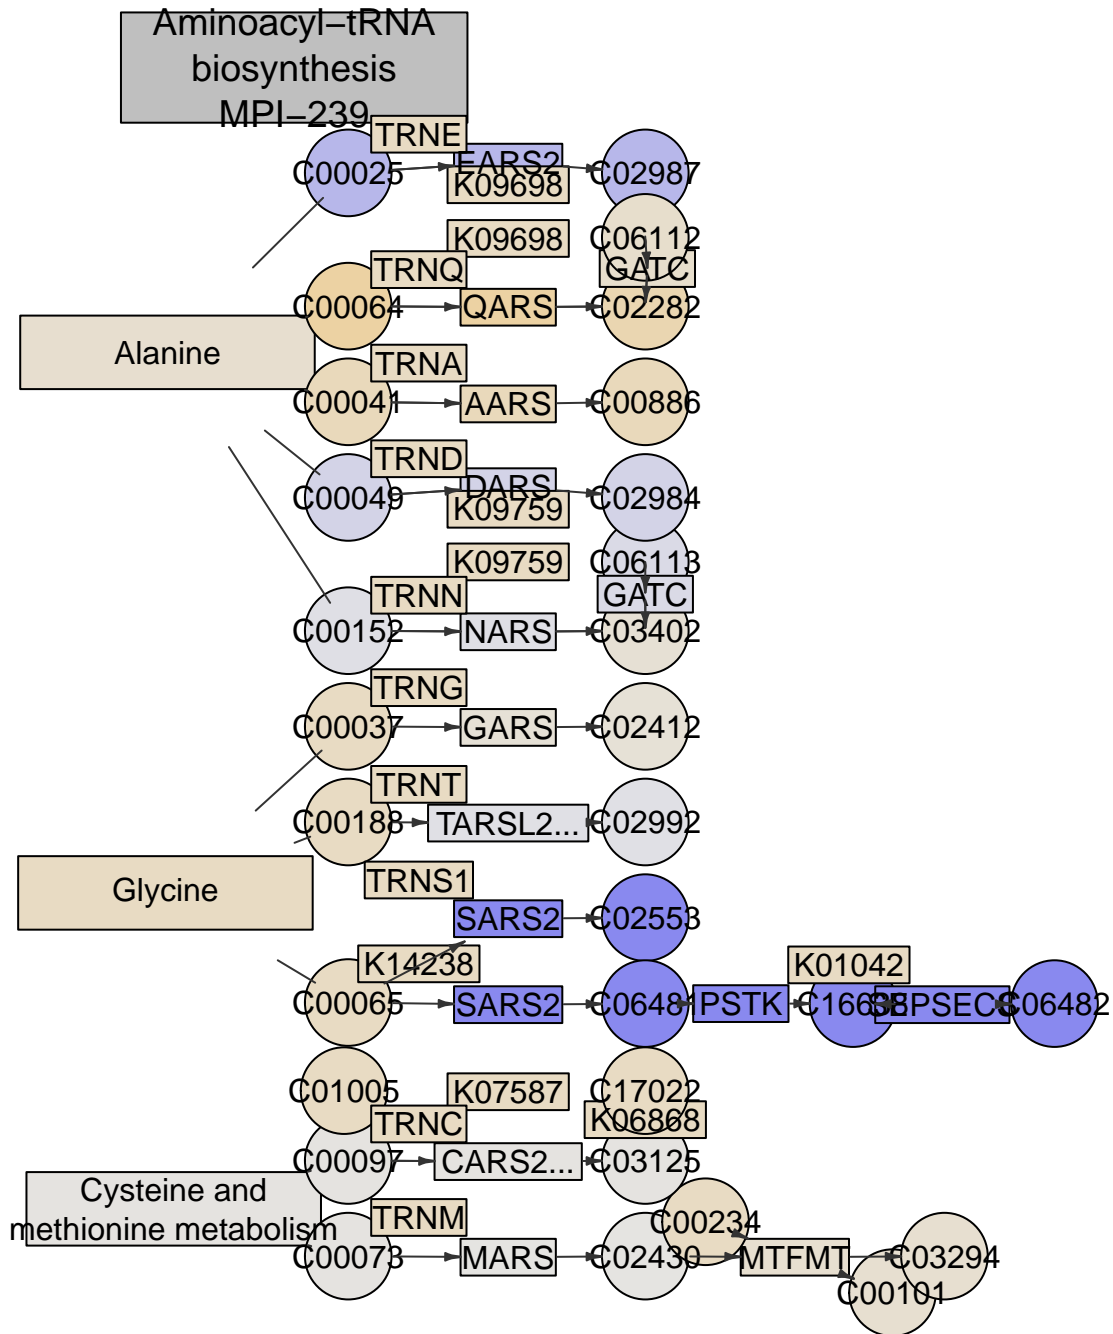 Aminoacyl−tRNA
biosynthesis
MPI−239
TRNE
C00025
EARS2
C02987
K09698
K09698
C06112
TRNQ
GATC
C00064
QARS
C02282
Alanine
TRNA
C00041
AARS
C00886
TRND
C00049
DARS
C02984
K09759
K09759
C06113
TRNN
GATC
C00152
NARS
C03402
TRNG
C00037
GARS
C02412
TRNT
C00188
TARSL2...
C02992
Glycine
TRNS1
SARS2
C02553
K14238
K01042
C00065
SARS2
C06481
PSTK
C16638
SEPSECS
C06482
C01005
K07587
C17022
TRNC
K06868
C00097
CARS2...
C03125
Cysteine and
methionine metabolism
TRNM
C00234
C00073
MARS
C02430
MTFMT
C03294
C00101